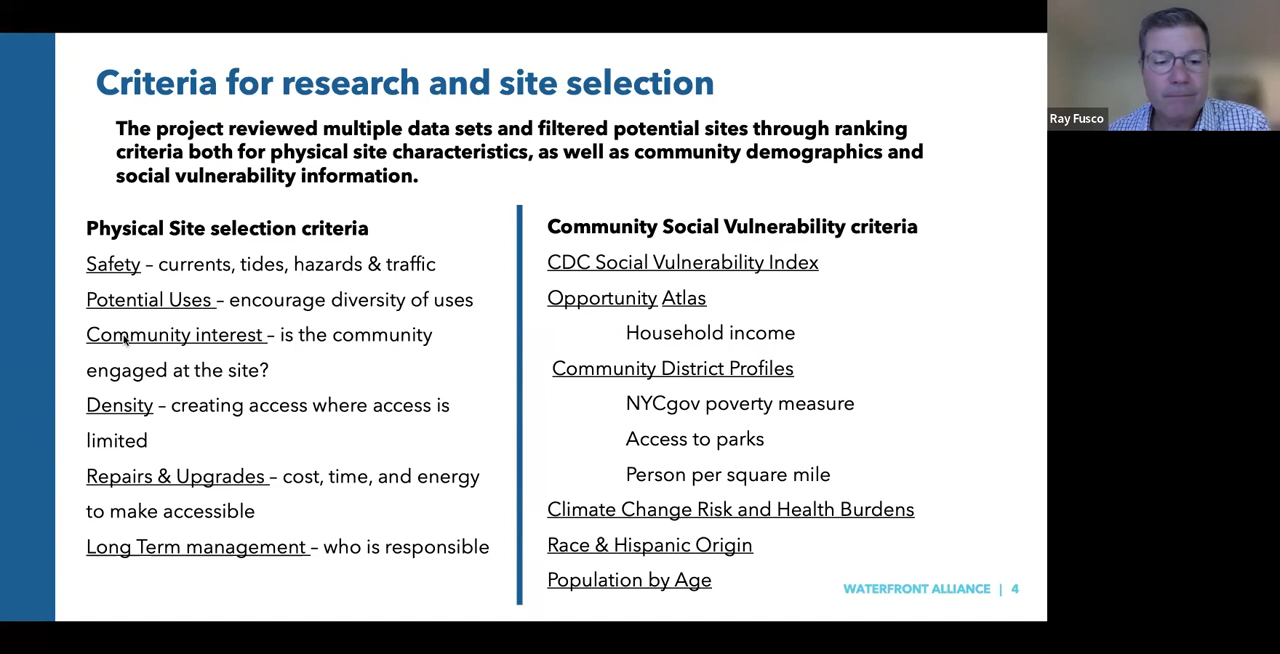 Criteria for research and site selection
The project reviewed multiple data sets and filtered potential sites through ranking
criteria both for physical site characteristics, as well as community demographics and
social vulnerability information.
Physical Site selection criteria
Safety – currents, tides, hazards & traffic
Potential Uses – encourage diversity of uses
Community interest – is the community
engaged at the site?
Density – creating access where access is
limited
Repairs & Upgrades – cost, time, and energy
to make accessible
Long Term management – who is responsible
Community Social Vulnerability criteria
CDC Social Vulnerability Index
Opportunity Atlas
Household income
Community District Profiles
NYCgov poverty measure
Access to parks
Person per square mile
Climate Change Risk and Health Burdens
Race & Hispanic Origin
Population by Age
WATERFRONT ALLIANCE | 4
Ray Fusco